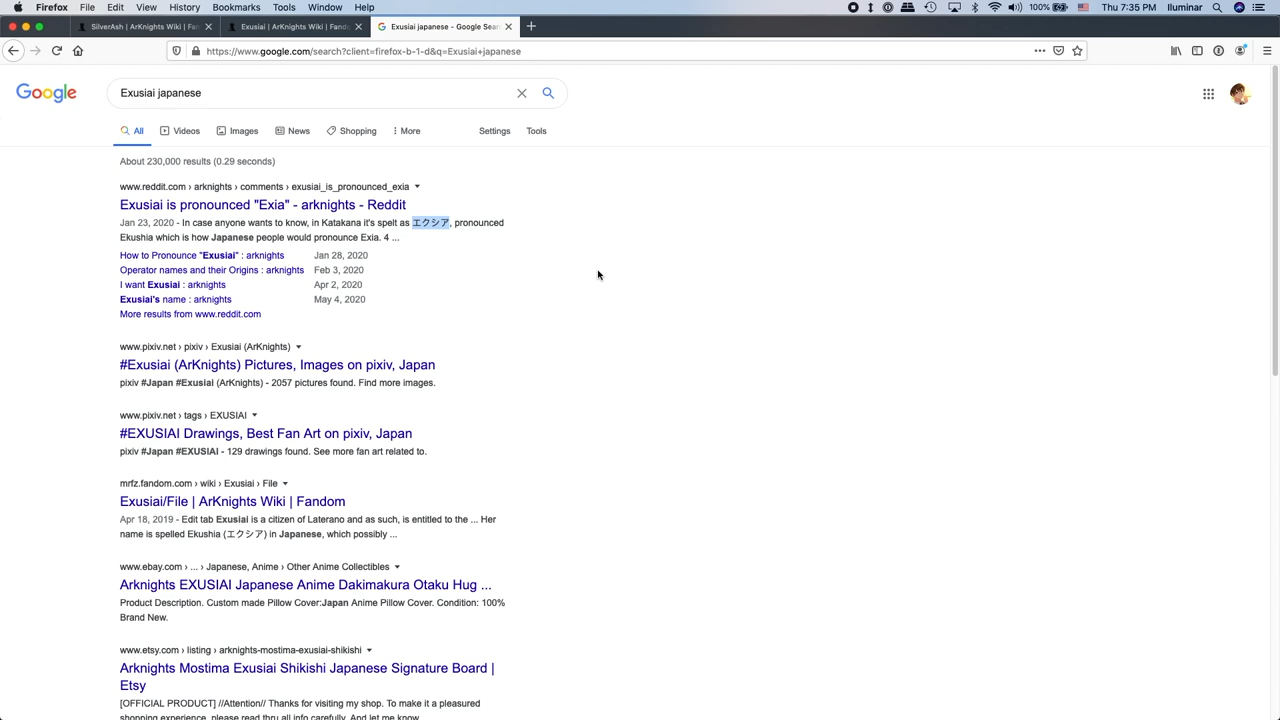 Firefox File Edit View History Bookmarks Tools Window Help 100% Thu 7:35 PM Iluminar
SilverAsh | ArKnights Wiki | Fan
Exusiai | ArKnights Wiki | Fando
Exusiai japanese - Google Sear
https://www.google.com/search?client=firefox-b-1-d&q=Exusiai+japanese
Google
Exusiai japanese
All Videos Images News Shopping More Settings Tools
About 230,000 results (0.29 seconds)
www.reddit.com › arknights › comments › exusiai_is_pronounced_exia
Exusiai is pronounced "Exia" - arknights - Reddit
Jan 23, 2020 - In case anyone wants to know, in Katakana it's spelt as エクシア, pronounced
Ekushia which is how Japanese people would pronounce Exia. 4 ...
How to Pronounce "Exusiai" : arknights Jan 28, 2020
Operator names and their Origins : arknights Feb 3, 2020
I want Exusiai : arknights Apr 2, 2020
Exusiai's name : arknights May 4, 2020
More results from www.reddit.com
www.pixiv.net › pixiv › Exusiai (ArKnights)
#Exusiai (ArKnights) Pictures, Images on pixiv, Japan
pixiv #Japan #Exusiai (ArKnights) - 2057 pictures found. Find more images.
www.pixiv.net › tags › EXUSIAI
#EXUSIAI Drawings, Best Fan Art on pixiv, Japan
pixiv #Japan #EXUSIAI - 129 drawings found. See more fan art related to.
mrfz.fandom.com › wiki › Exusiai › File
Exusiai/File | ArKnights Wiki | Fandom
Apr 18, 2019 - Edit tab Exusiai is a citizen of Laterano and as such, is entitled to the ... Her
name is spelled Ekushia (エクシア) in Japanese, which possibly ...
www.ebay.com › ... › Japanese, Anime › Other Anime Collectibles
Arknights EXUSIAI Japanese Anime Dakimakura Otaku Hug ...
Product Description. Custom made Pillow Cover:Japan Anime Pillow Cover. Condition: 100%
Brand New.
www.etsy.com › listing › arknights-mostima-exusiai-shikishi
Arknights Mostima Exusiai Shikishi Japanese Signature Board |
Etsy
[OFFICIAL PRODUCT] //Attention// Thanks for visiting my shop. To make it a pleasured
shopping experience, please read thru all info carefully. And let me know